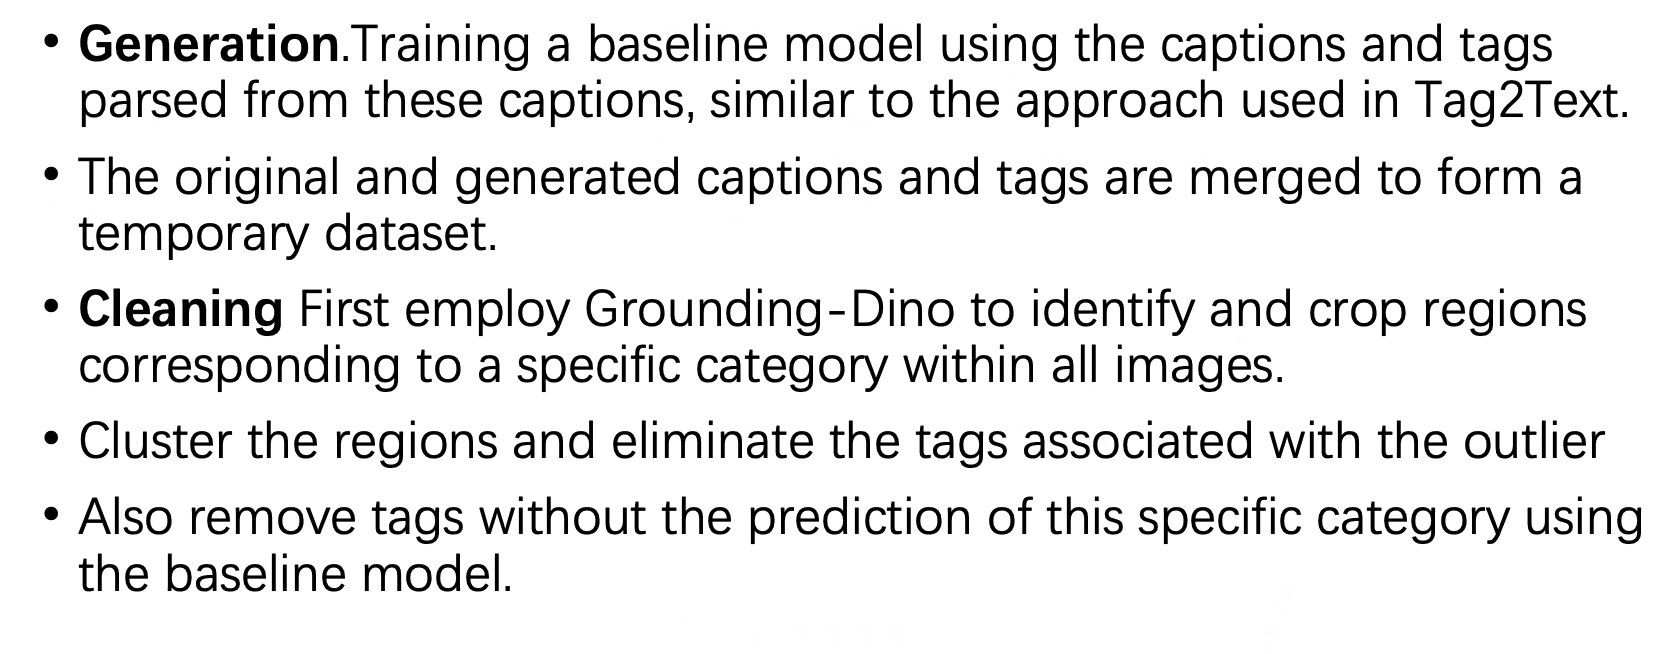 • Generation.Training a baseline model using the captions and tags
parsed from these captions, similar to the approach used in Tag2Text.
• The original and generated captions and tags are merged to form a
temporary dataset.
• Cleaning First employ Grounding-Dino to identify and crop regions
corresponding to a specific category within all images.
• Cluster the regions and eliminate the tags associated with the outlier
• Also remove tags without the prediction of this specific category using
the baseline model.